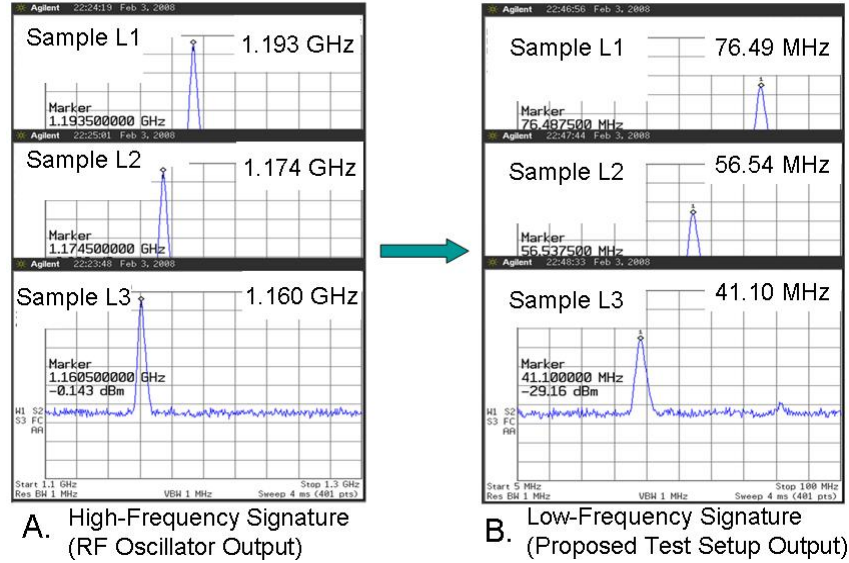 Agilent 22:24:19 Feb 3, 2008
Sample L1
1.193 GHz
Marker
1.193500000 GHz
Agilent 22:25:01 Feb 3, 2008
Sample L2
1.174 GHz
Marker
1.174500000 GHz
Agilent 22:23:48 Feb 3, 2008
Sample L3
1.160 GHz
Marker
1.160500000 GHz
-0.143 dBm
W1 S2
S3 FC
AA
Start 1.1 GHz
Stop 1.3 GHz
Res BW 1 MHz
VBW 1 MHz
Sweep 4 ms (401 pts)
A. High-Frequency Signature
(RF Oscillator Output)
Agilent 22:46:56 Feb 3, 2008
Sample L1
76.49 MHz
1
Marker
76.487500 MHz
Agilent 22:47:44 Feb 3, 2008
Sample L2
56.54 MHz
1
Marker
56.537500 MHz
Agilent 22:48:33 Feb 3, 2008
Sample L3
41.10 MHz
1
Marker
41.100000 MHz
-29.16 dBm
W1 S2
S3 FC
AA
Start 5 MHz
Stop 100 MHz
Res BW 1 MHz
VBW 1 MHz
Sweep 4 ms (401 pts)
B. Low-Frequency Signature
(Proposed Test Setup Output)